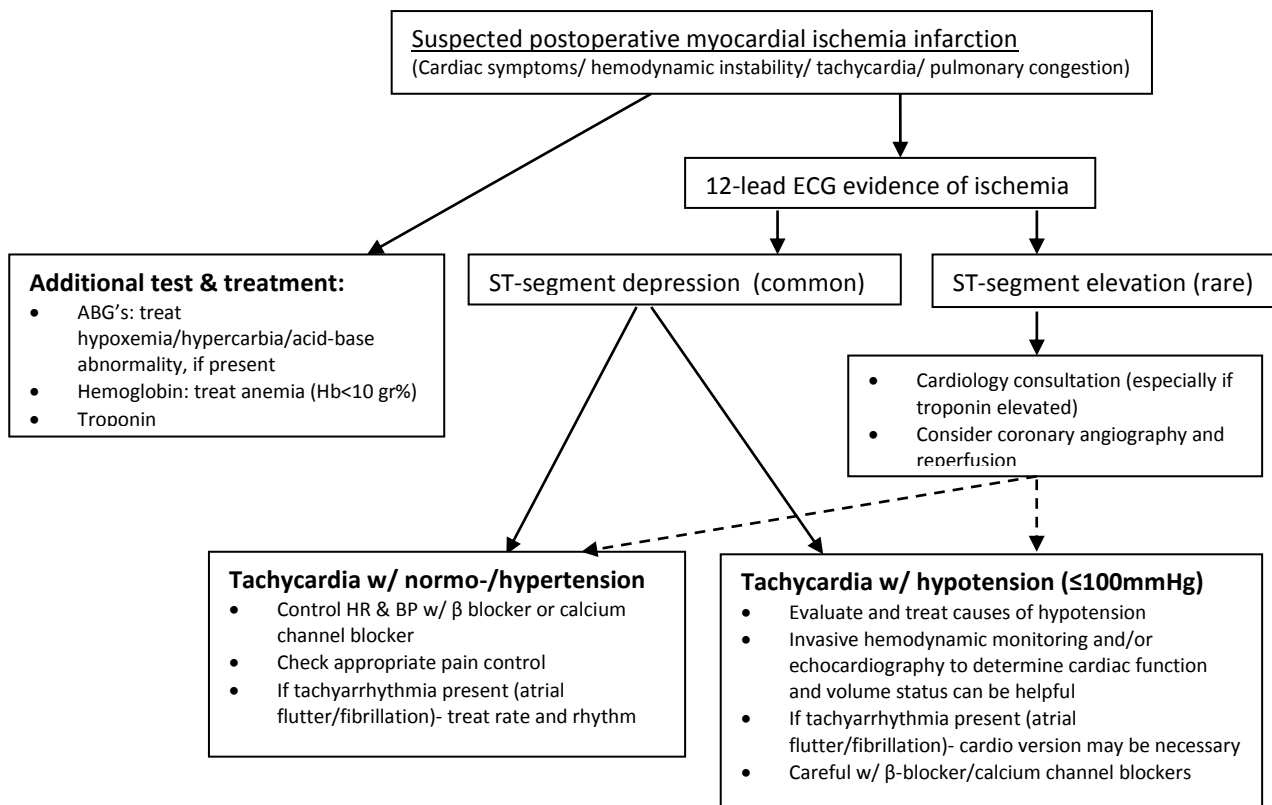 Suspected postoperative myocardial ischemia infarction
(Cardiac symptoms/ hemodynamic instability/ tachycardia/ pulmonary congestion)
12-lead ECG evidence of ischemia
Additional test & treatment:
• ABG's: treat
hypoxemia/hypercarbia/acid-base
abnormality, if present
• Hemoglobin: treat anemia (Hb<10 gr%)
• Troponin
ST-segment depression (common)
ST-segment elevation (rare)
• Cardiology consultation (especially if
troponin elevated)
• Consider coronary angiography and
reperfusion
Tachycardia w/ normo-/hypertension
• Control HR & BP w/ β blocker or calcium
channel blocker
• Check appropriate pain control
• If tachyarrhythmia present (atrial
flutter/fibrillation)- treat rate and rhythm
Tachycardia w/ hypotension (≤100mmHg)
• Evaluate and treat causes of hypotension
• Invasive hemodynamic monitoring and/or
echocardiography to determine cardiac function
and volume status can be helpful
• If tachyarrhythmia present (atrial
flutter/fibrillation)- cardio version may be necessary
• Careful w/ β-blocker/calcium channel blockers